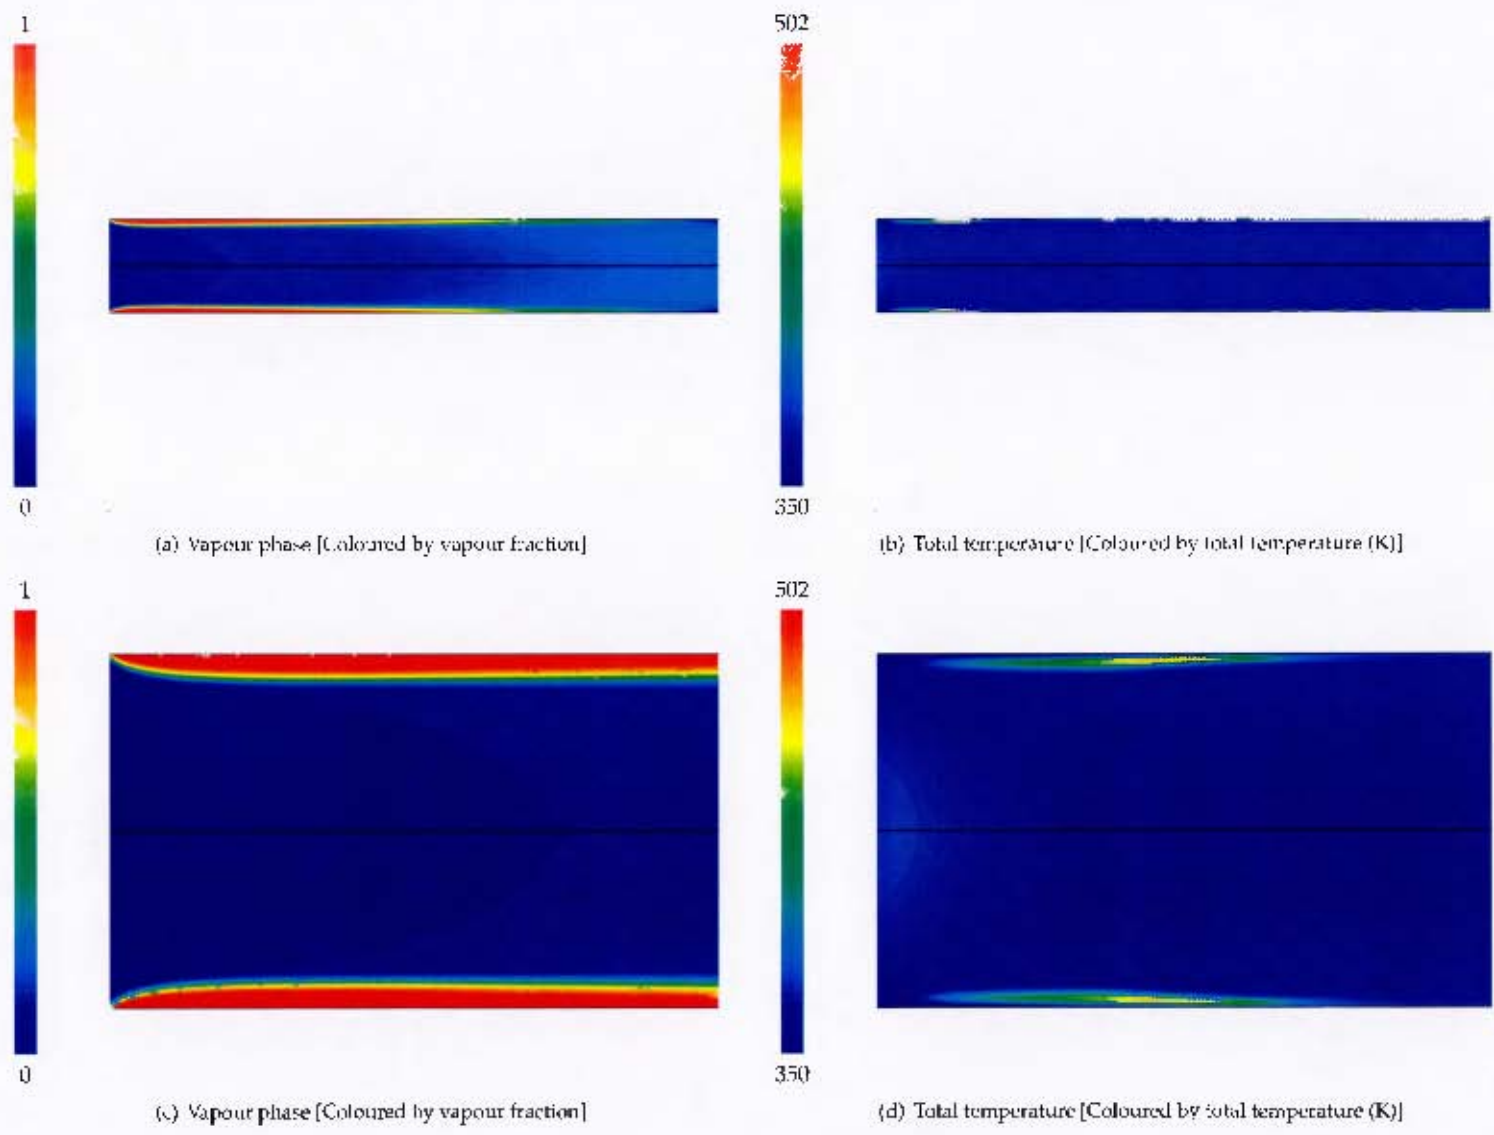 1
502
0
350
(a) Vapour phase [Coloured by vapour fraction]
(b) Total temperature [Coloured by total temperature (K)]
1
502
0
350
(c) Vapour phase [Coloured by vapour fraction]
(d) Total temperature [Coloured by total temperature (K)]